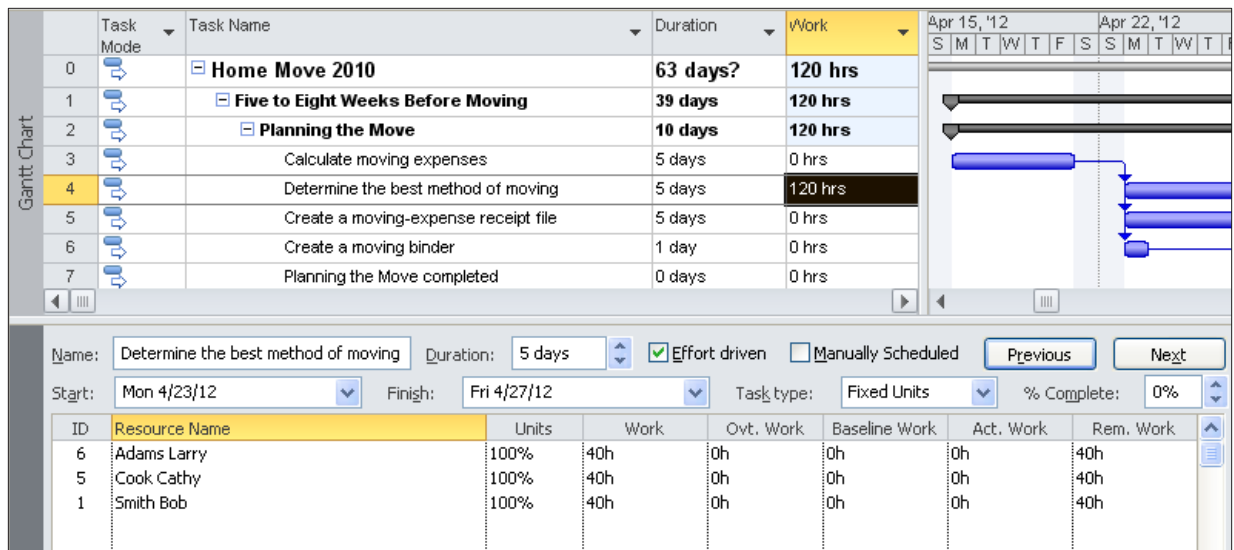 Gantt Chart
Task Mode Task Name Duration Work Apr 15, '12 Apr 22, '12
S M T W T F S S M T W T F
0 Home Move 2010 63 days? 120 hrs
1 Five to Eight Weeks Before Moving 39 days 120 hrs
2 Planning the Move 10 days 120 hrs
3 Calculate moving expenses 5 days 0 hrs
4 Determine the best method of moving 5 days 120 hrs
5 Create a moving-expense receipt file 5 days 0 hrs
6 Create a moving binder 1 day 0 hrs
7 Planning the Move completed 0 days 0 hrs
Name: Determine the best method of moving Duration: 5 days Effort driven Manually Scheduled Previous Next
Start: Mon 4/23/12 Finish: Fri 4/27/12 Task type: Fixed Units % Complete: 0%
ID Resource Name Units Work Ovt. Work Baseline Work Act. Work Rem. Work
6 Adams Larry 100% 40h 0h 0h 0h 40h
5 Cook Cathy 100% 40h 0h 0h 0h 40h
1 Smith Bob 100% 40h 0h 0h 0h 40h